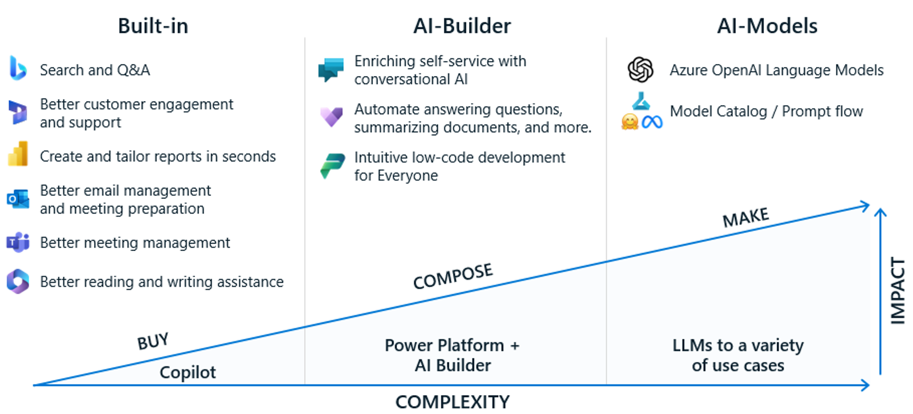 Built-in
Search and Q&A
Better customer engagement
and support
Create and tailor reports in seconds
Better email management
and meeting preparation
Better meeting management
Better reading and writing assistance
AI-Builder
Enriching self-service with
conversational AI
Automate answering questions,
summarizing documents, and more.
Intuitive low-code development
for Everyone
AI-Models
Azure OpenAI Language Models
Model Catalog / Prompt flow
BUY
COMPOSE
MAKE
Copilot
Power Platform +
AI Builder
LLMs to a variety
of use cases
IMPACT
COMPLEXITY